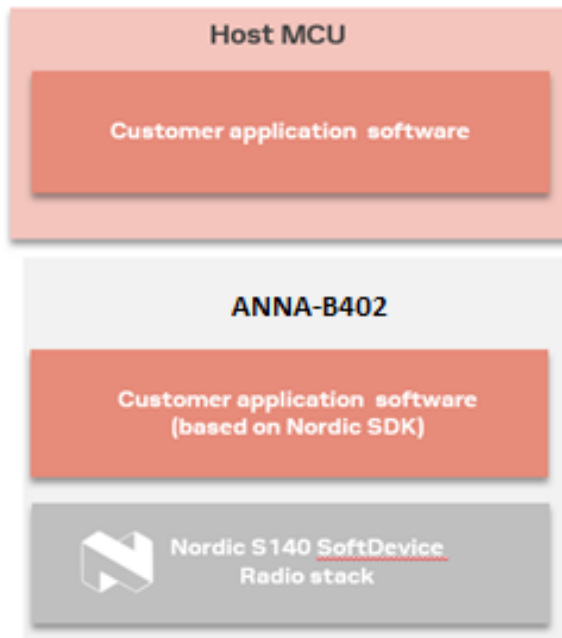 Host MCU
Customer application software
ANNA-B402
Customer application software
(based on Nordic SDK)
Nordic S140 SoftDevice
Radio stack